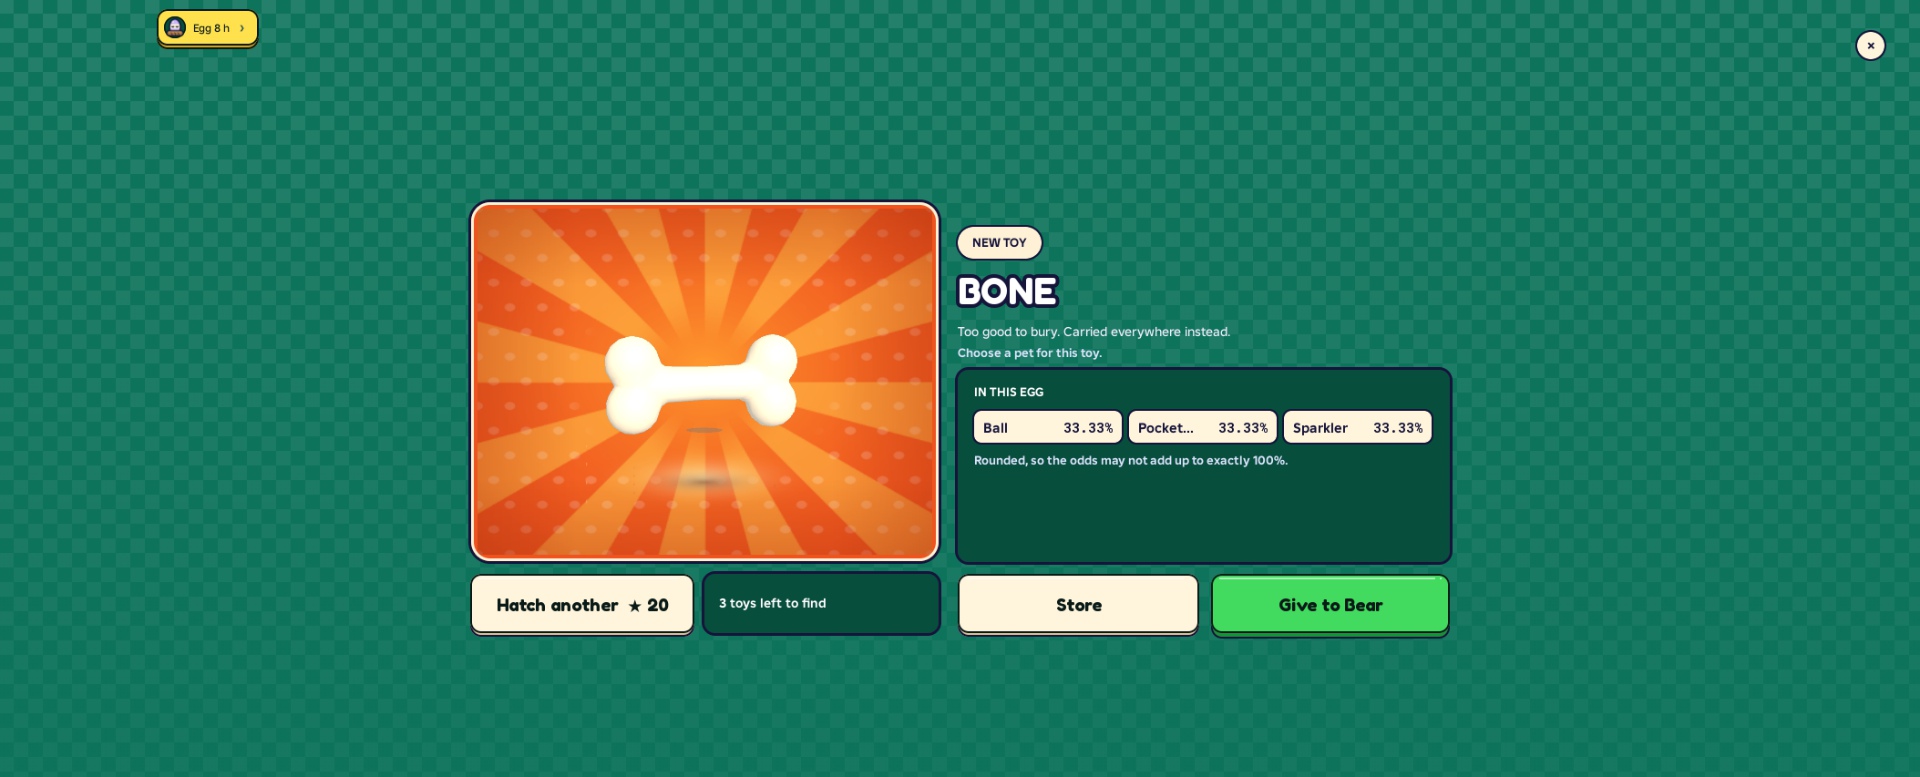 Egg 8 h ›
×
NEW TOY
BONE
Too good to bury. Carried everywhere instead.
Choose a pet for this toy.
IN THIS EGG
Ball 33.33% Pocket... 33.33% Sparkler 33.33%
Rounded, so the odds may not add up to exactly 100%.
Hatch another ★ 20
3 toys left to find
Store
Give to Bear